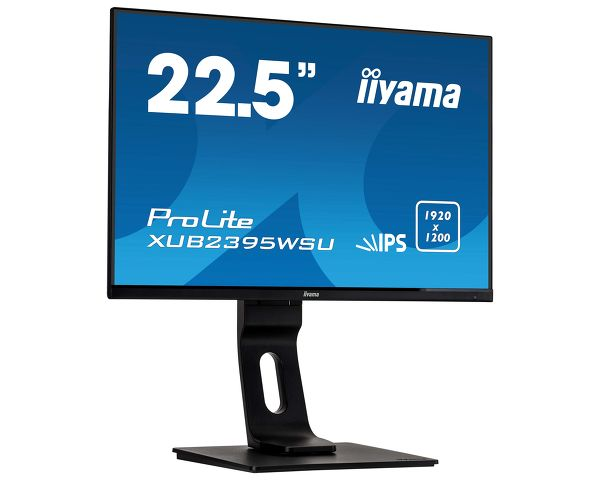 22.5”
iiyama
ProLite
XUB2395WSU
IPS
1920
x
1200
iiyama